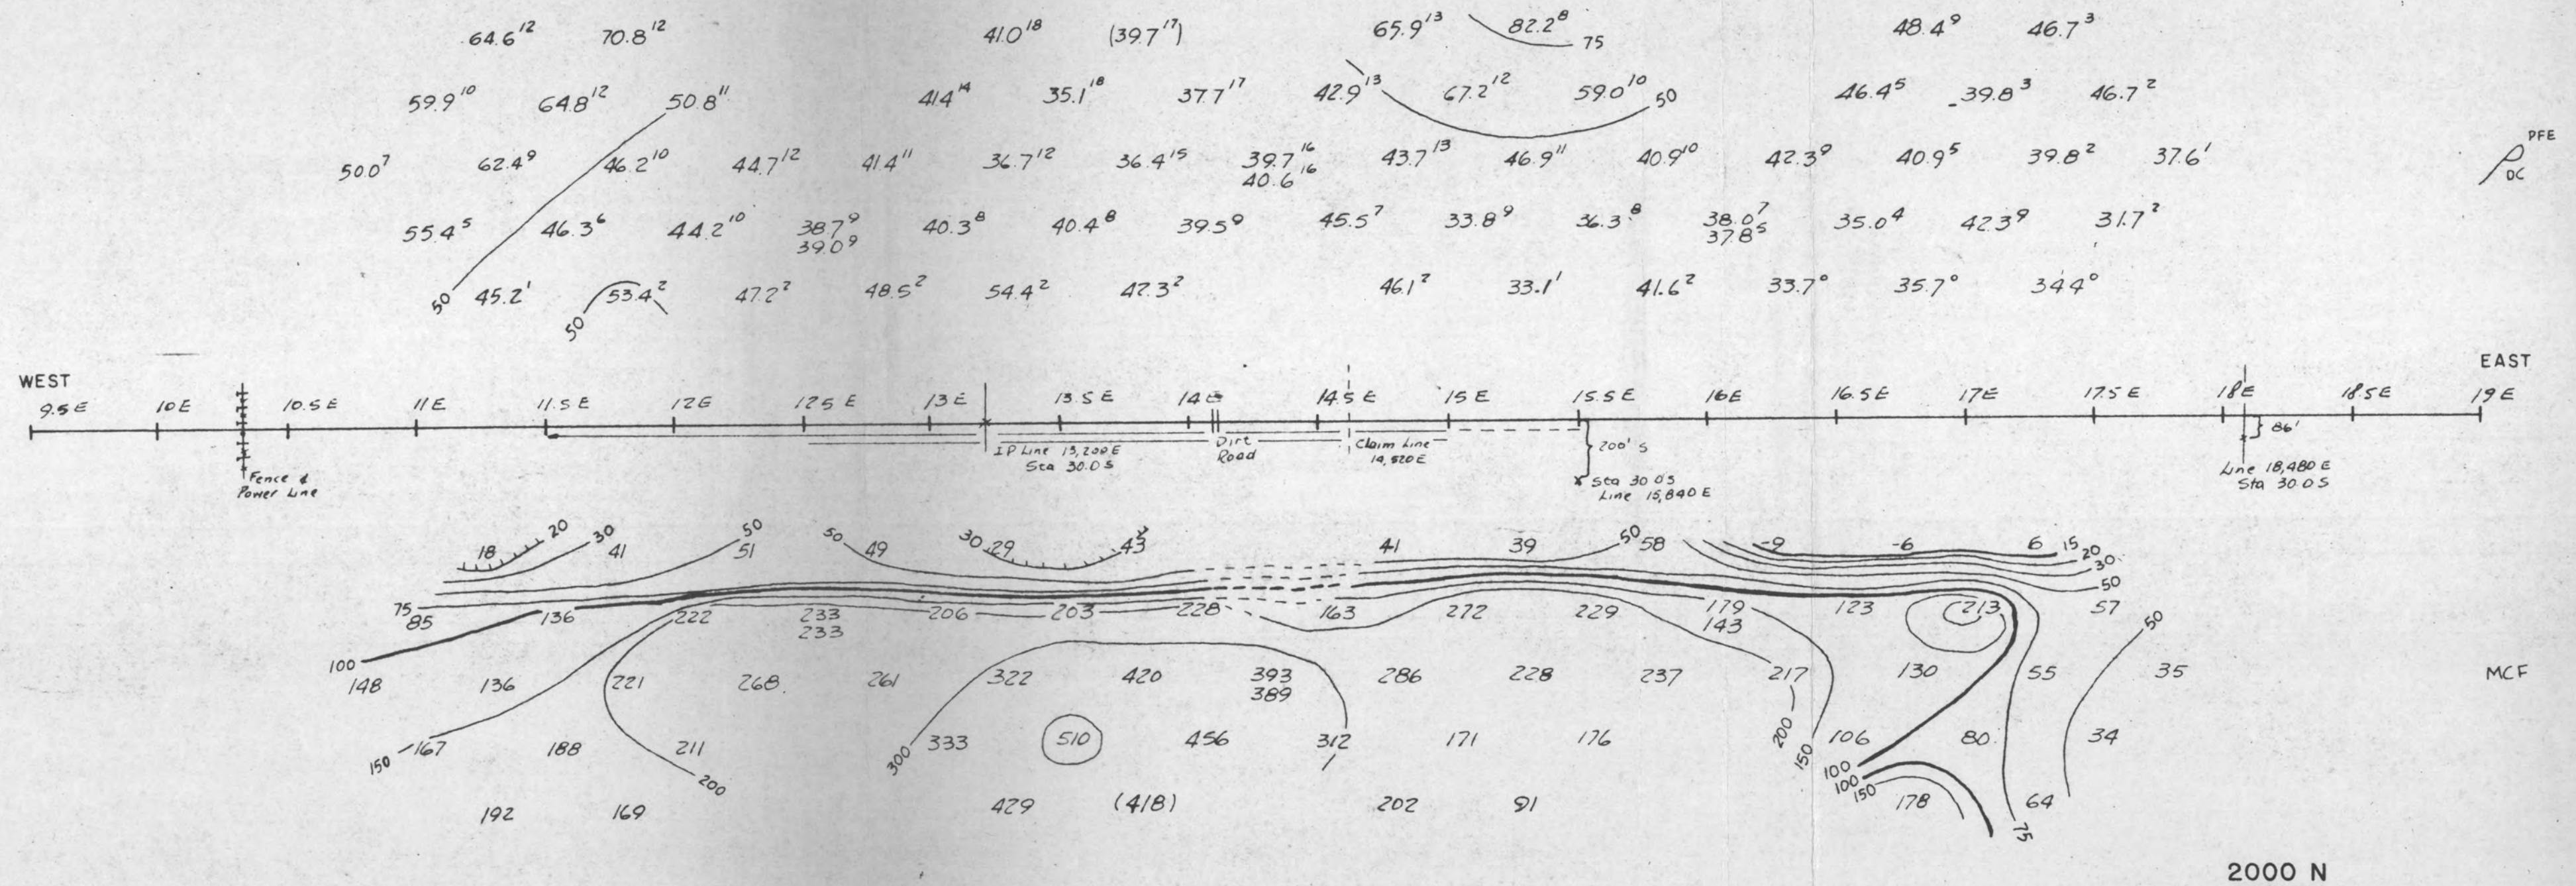 64.6¹² 70.8¹² 41.0¹⁸ (39.7¹⁷) 65.9¹³ 82.2⁸ 75 48.4⁹ 46.7³
59.9¹⁰ 64.8¹² 50.8¹¹ 41.4¹⁴ 35.1¹⁸ 37.7¹⁷ 42.9¹³ 67.2¹² 59.0¹⁰ 50 46.4⁵ 39.8³ 46.7²
PFE
50.0⁷ 62.4⁹ 46.2¹⁰ 44.7¹² 41.4¹¹ 36.7¹² 36.4¹⁵ 39.7¹⁶ 43.7¹³ 46.9¹¹ 40.9¹⁰ 42.3⁹ 40.9⁵ 39.8² 37.6¹ ρ DC
40.6¹⁶
55.4⁵ 46.3⁶ 44.2¹⁰ 38.7⁹ 40.3⁸ 40.4⁸ 39.5⁹ 45.5⁷ 33.8⁹ 36.3⁸ 38.0⁷ 35.0⁴ 42.3⁹ 31.7²
39.0⁹ 37.8⁵
50 45.2¹ 53.4² 47.2² 48.5² 54.4² 42.3² 46.1² 33.1¹ 41.6² 33.7⁰ 35.7⁰ 34.4⁰
50
WEST EAST
9.5E 10E 10.5E 11E 11.5E 12E 12.5E 13E 13.5E 14E 14.5E 15E 15.5E 16E 16.5E 17E 17.5E 18E 18.5E 19E
86'
IP Line 13,200E Dirt Claim Line 200' S
Sta 30.0S Road 14,520E
Fence & Sta 30.0S Line 18,480E
Power Line Line 15,840E Sta 30.0S
20 30 50 50 30 50
18 41 51 49 29 43 41 39 58 -9 -6 6 15 20
30
50
75 136 222 233 206 203 228 163 272 229 179 123 213 57
85 233 143 50
100
148 136 221 268 261 322 420 393 286 228 237 217 130 55 35 MCF
389
150 167 188 211 300 333 510 456 312 171 176 200 150 106 80 34
200 100
100
192 169 429 (418) 202 91 150 178 64
75
2000 N